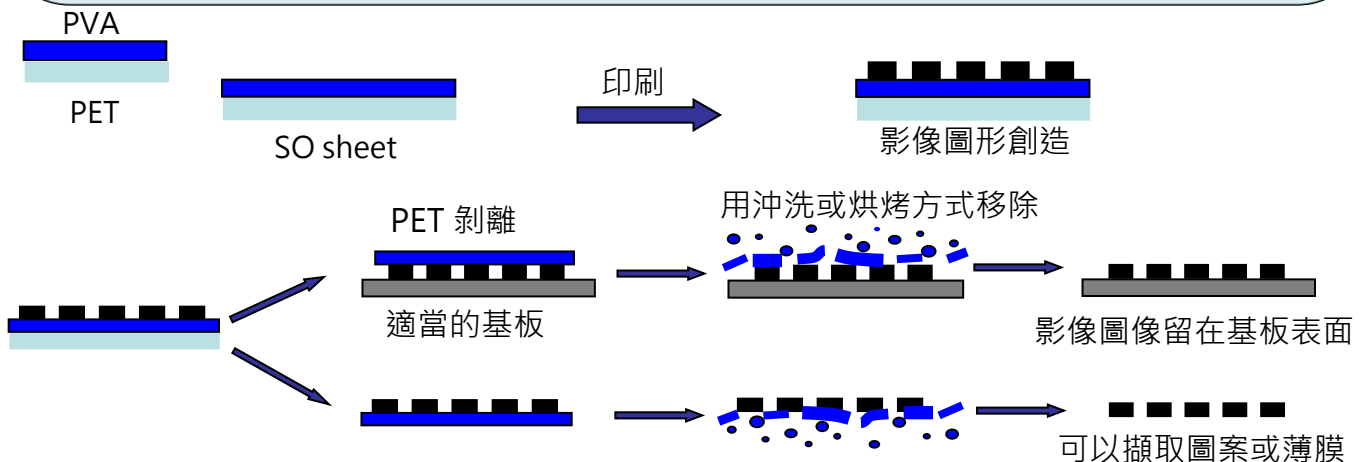 PVA
PET
SO sheet
印刷
影像圖形創造
PET 剝離
適當的基板
用沖洗或烘烤方式移除
影像圖像留在基板表面
可以擷取圖案或薄膜